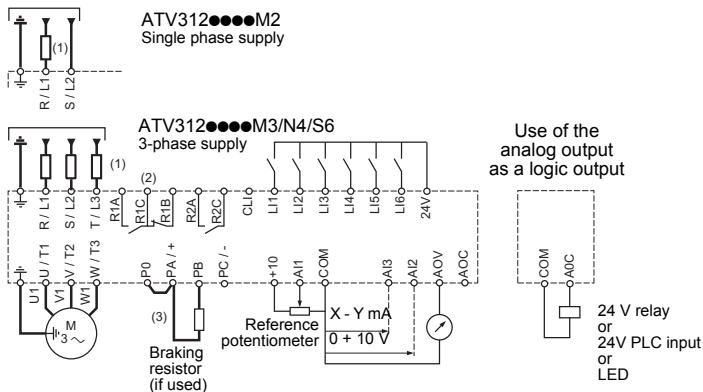 ATV312●●●●M2
Single phase supply
(1)
R / L1
S / L2
ATV312●●●●M3/N4/S6
3-phase supply
(1)
(2)
R / L1
S / L2
T / L3
R1A
R1C
R1B
R2A
R2C
CLI
LI1
LI2
LI3
LI4
LI5
LI6
24V
U / T1
V / T2
W / T3
P0
PA / +
PB
PC / -
+10
AI1
COM
AI3
AI2
AOV
AOC
U1
V1
W1
M
3
(3)
Braking
resistor
(if used)
Reference
potentiometer
X - Y mA
0 + 10 V
Use of the
analog output
as a logic output
COM
A0C
24 V relay
or
24V PLC input
or
LED